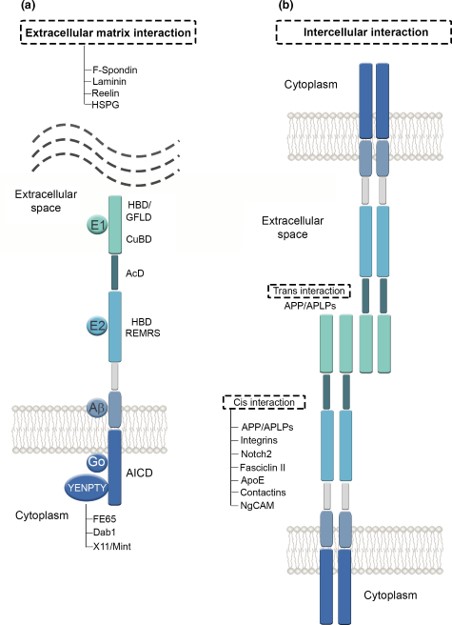 (a)
Extracellular matrix interaction
F-Spondin
Laminin
Reelin
HSPG
Extracellular
space
E1
HBD/
GFLD
CuBD
AcD
E2
HBD
REMRS
Aβ
Go
AICD
YENPTY
Cytoplasm
FE65
Dab1
X11/Mint
(b)
Intercellular interaction
Cytoplasm
Extracellular
space
Trans interaction
APP/APLPs
Cis interaction
APP/APLPs
Integrins
Notch2
Fasciclin II
ApoE
Contactins
NgCAM
Cytoplasm